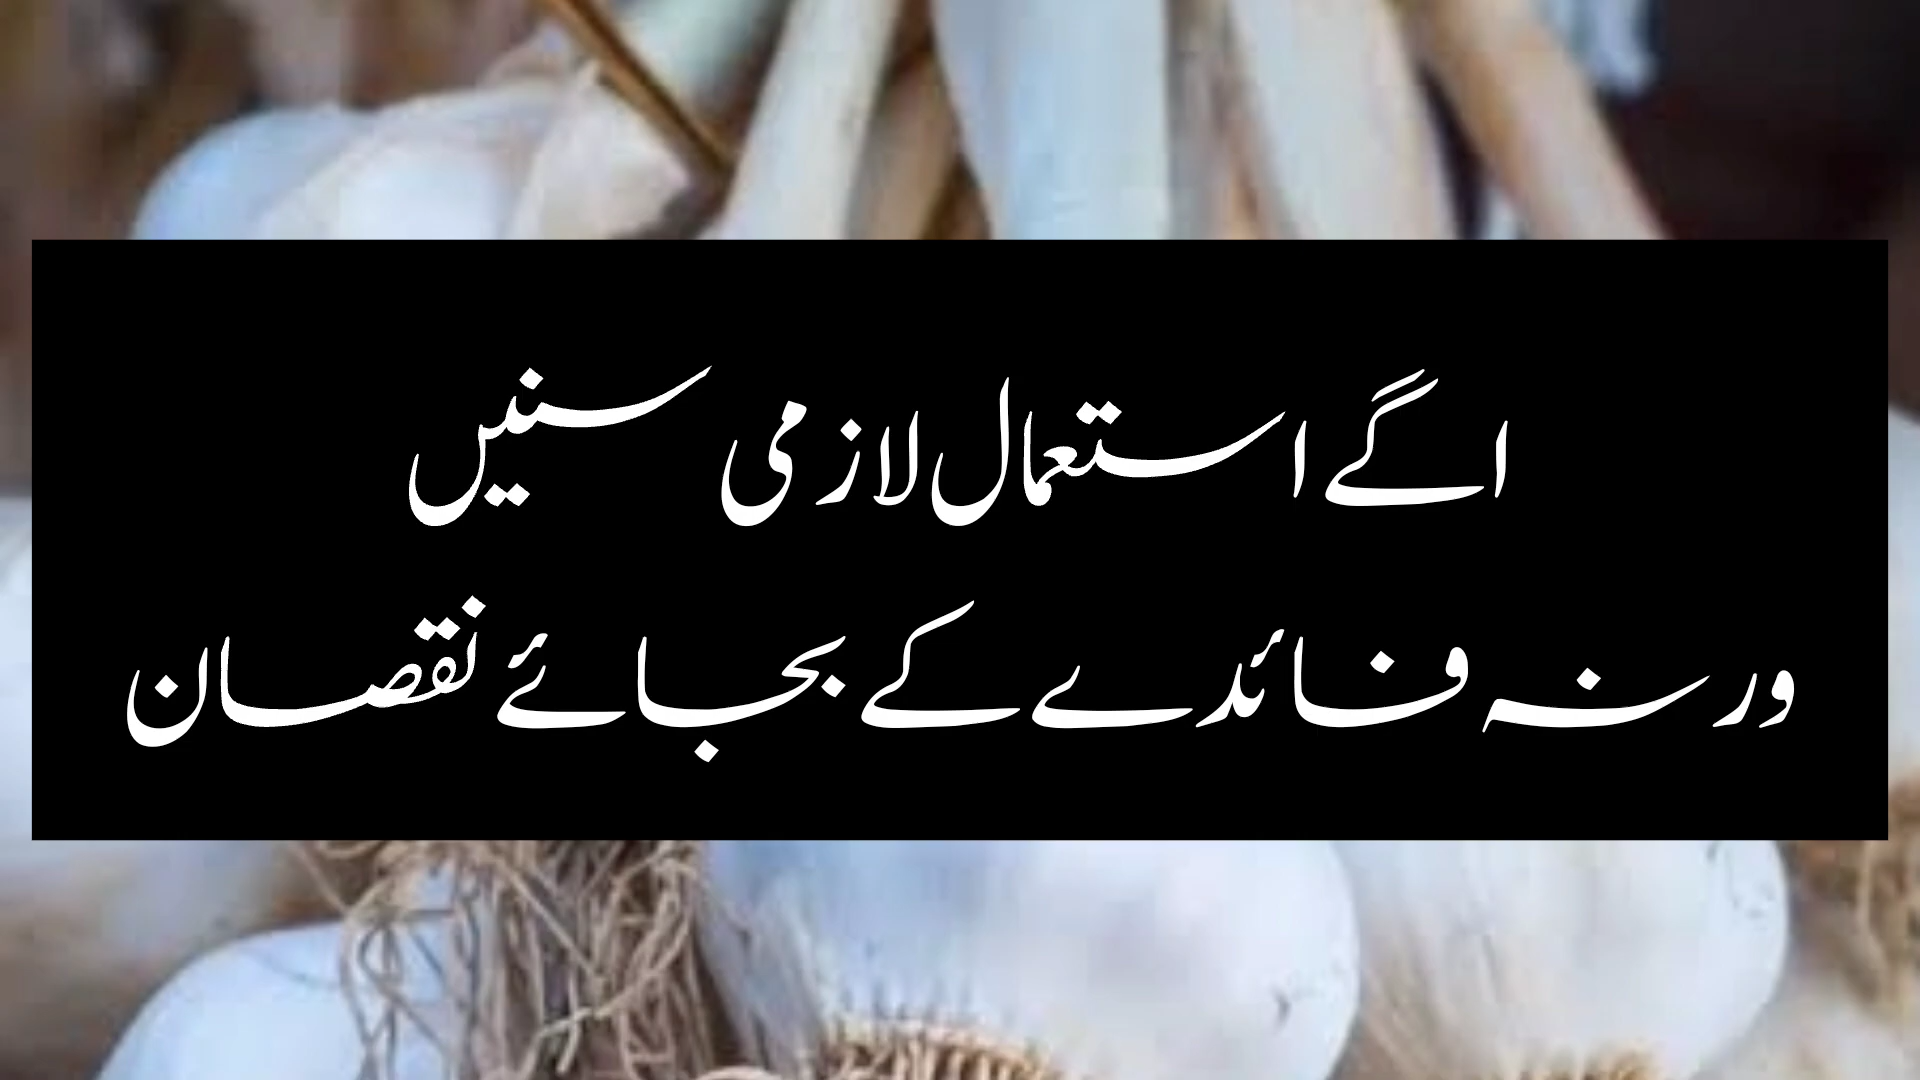 اگے استعمال لازمی سنیں
ورنہ فائدے کے بجائے نقصان